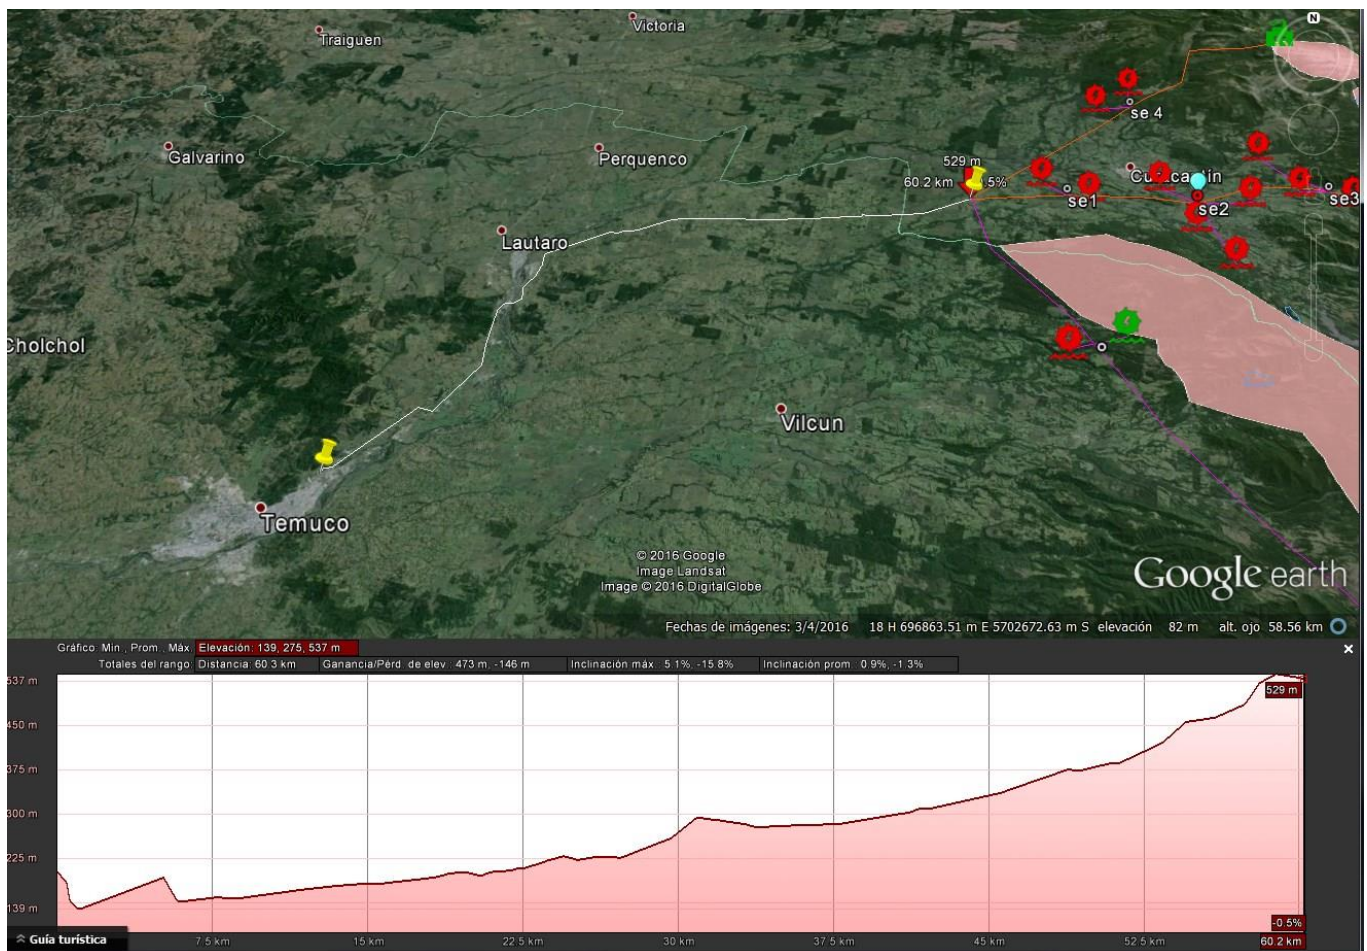 N
Victoria
Traiguen
se 4
Galvarino
Perquenco
529 m
60.2 km
.5%
se1
se2
se3
Lautaro
Cholchol
Vilcun
Temuco
© 2016 Google
Image Landsat
Image © 2016 DigitalGlobe
Google earth
Fechas de imágenes: 3/4/2016 18 H 696863.51 m E 5702672.63 m S elevación 82 m alt. ojo 58.56 km
Gráfico Mín , Prom , Máx Elevación: 139, 275, 537 m
Totales del rango: Distancia: 60.3 km Ganancia/Pérd. de elev.: 473 m, -146 m Inclinación máx.: 5.1%, -15.8% Inclinación prom.: 0.9%, -1.3%
537 m
529 m
450 m
375 m
300 m
225 m
139 m
-0.5%
Guía turística
7.5 km 15 km 22.5 km 30 km 37.5 km 45 km 52.5 km 60.2 km